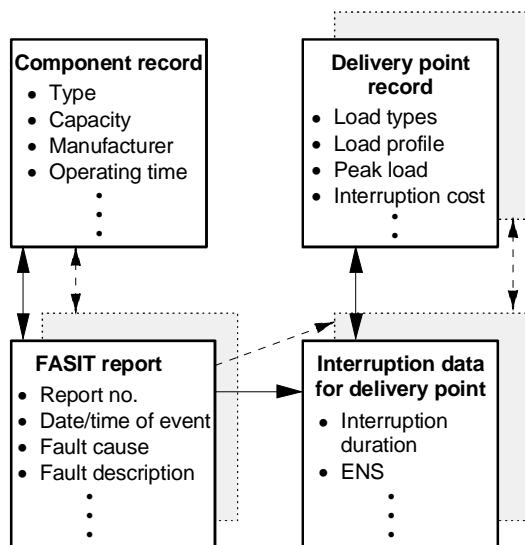 Component record
• Type
• Capacity
• Manufacturer
• Operating time
•
•
•
Delivery point
record
• Load types
• Load profile
• Peak load
• Interruption cost
•
•
FASIT report
• Report no.
• Date/time of event
• Fault cause
• Fault description
•
•
•
Interruption data
for delivery point
• Interruption
duration
• ENS
•
•
•